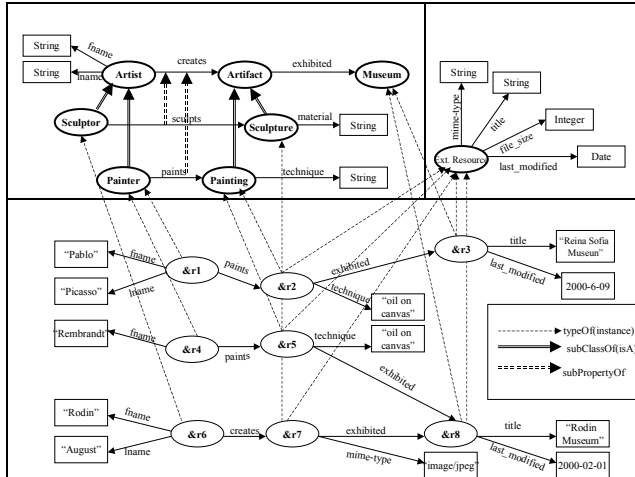 String
fname
String
lname
Artist
creates
Artifact
exhibited
Museum
Sculptor
sculpts
Sculpture
material
String
Painter
paints
Painting
technique
String
String
String
mime-type
title
Integer
file_size
Ext. Resource
last_modified
Date
"Pablo"
fname
"Picasso"
lname
&r1
paints
&r2
exhibited
technique
"oil on
canvas"
&r3
title
"Reina Sofia
Museum"
last_modified
2000-6-09
"Rembrandt"
fname
&r4
paints
&r5
technique
"oil on
canvas"
exhibited
typeOf(instance)
subClassOf(isA)
subPropertyOf
"Rodin"
fname
"August"
lname
&r6
creates
&r7
exhibited
mime-type
"image/jpeg"
&r8
title
"Rodin
Museum"
last_modified
2000-02-01